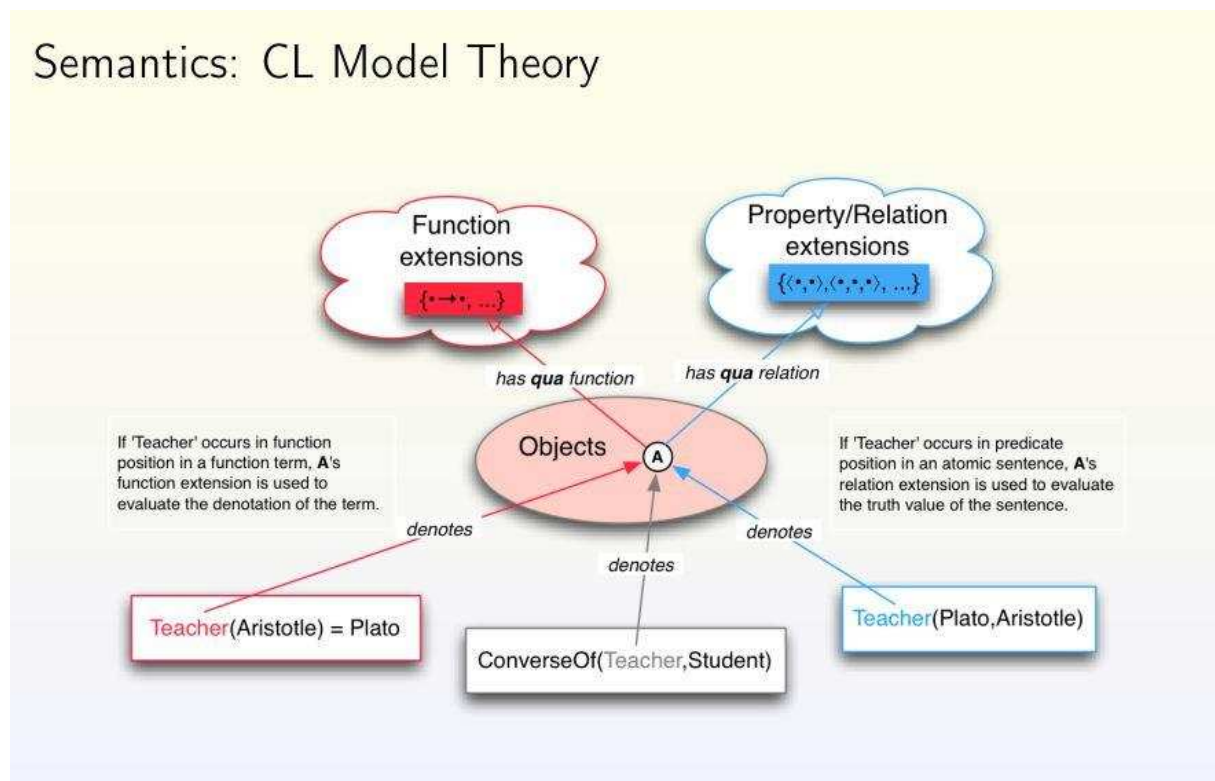 Semantics: CL Model Theory
Function
extensions
{•→•, ...}
Property/Relation
extensions
{⟨•,•⟩,⟨•,•,•⟩, ...}
has qua function
has qua relation
If 'Teacher' occurs in function
position in a function term, A's
function extension is used to
evaluate the denotation of the term.
Objects
A
If 'Teacher' occurs in predicate
position in an atomic sentence, A's
relation extension is used to evaluate
the truth value of the sentence.
denotes
denotes
denotes
Teacher(Aristotle) = Plato
ConverseOf(Teacher,Student)
Teacher(Plato,Aristotle)